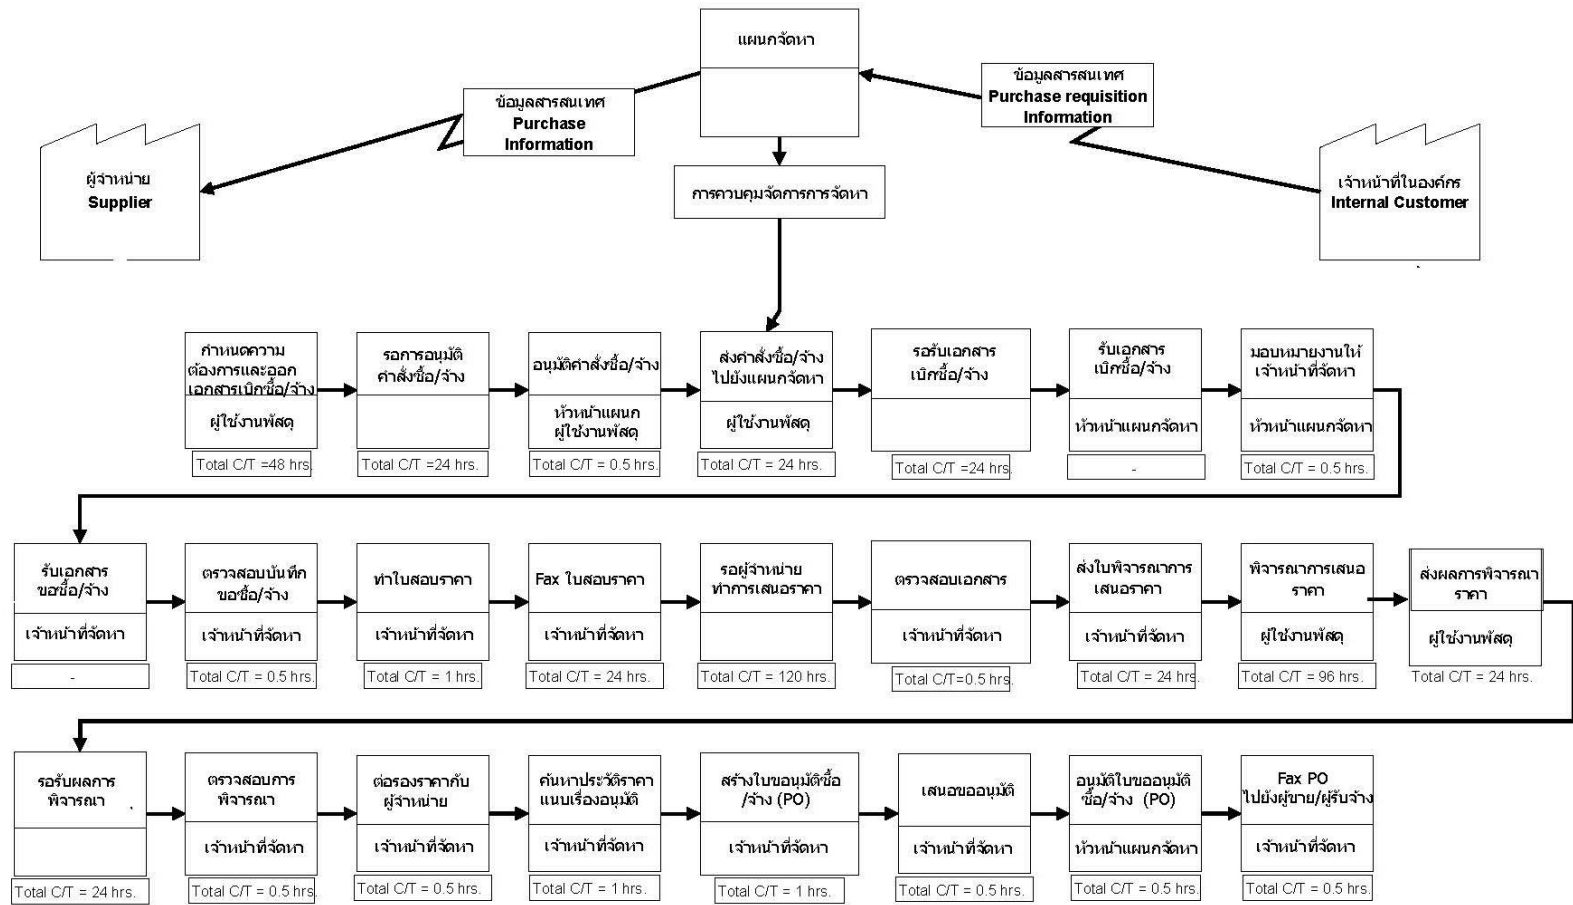 แผนกจัดหา
ข้อมูลสารสนเทศ
Purchase requisition
Information
ข้อมูลสารสนเทศ
Purchase
Information
ผู้จำหน่าย
Supplier
การควบคุมจัดการการจัดหา
เจ้าหน้าที่ในองค์กร
Internal Customer
กำหนดความ
ต้องการและออก
เอกสารเบิกซื้อ/จ้าง
ผู้ใช้งานพัสดุ
Total C/T =48 hrs.
รอการอนุมัติ
คำสั่งซื้อ/จ้าง
Total C/T =24 hrs.
อนุมัติคำสั่งซื้อ/จ้าง
หัวหน้าแผนก
ผู้ใช้งานพัสดุ
Total C/T = 0.5 hrs.
ส่งคำสั่งซื้อ/จ้าง
ไปยังแผนกจัดหา
ผู้ใช้งานพัสดุ
Total C/T = 24 hrs.
รอรับเอกสาร
เบิกซื้อ/จ้าง
Total C/T =24 hrs.
รับเอกสาร
เบิกซื้อ/จ้าง
หัวหน้าแผนกจัดหา
-
มอบหมายงานให้
เจ้าหน้าที่จัดหา
หัวหน้าแผนกจัดหา
Total C/T = 0.5 hrs.
รับเอกสาร
ขอซื้อ/จ้าง
เจ้าหน้าที่จัดหา
-
ตรวจสอบบันทึก
ขอซื้อ/จ้าง
เจ้าหน้าที่จัดหา
Total C/T = 0.5 hrs.
ทำใบสอบราคา
เจ้าหน้าที่จัดหา
Total C/T = 1 hrs.
Fax ใบสอบราคา
เจ้าหน้าที่จัดหา
Total C/T = 24 hrs.
รอผู้จำหน่าย
ทำการเสนอราคา
เจ้าหน้าที่จัดหา
Total C/T = 120 hrs.
ตรวจสอบเอกสาร
เจ้าหน้าที่จัดหา
Total C/T=0.5 hrs.
ส่งใบพิจารณาการ
เสนอราคา
เจ้าหน้าที่จัดหา
Total C/T = 24 hrs.
พิจารณาการเสนอ
ราคา
ผู้ใช้งานพัสดุ
Total C/T = 96 hrs.
ส่งผลการพิจารณา
ราคา
ผู้ใช้งานพัสดุ
Total C/T = 24 hrs.
รอรับผลการ
พิจารณา
Total C/T = 24 hrs.
ตรวจสอบการ
พิจารณา
เจ้าหน้าที่จัดหา
Total C/T = 0.5 hrs.
ต่อรองราคากับ
ผู้จำหน่าย
เจ้าหน้าที่จัดหา
Total C/T = 0.5 hrs.
ค้นหาประวัติราคา
แนบเรื่องอนุมัติ
เจ้าหน้าที่จัดหา
Total C/T = 1 hrs.
สร้างใบขอนุมัติซื้อ
/จ้าง (PO)
เจ้าหน้าที่จัดหา
Total C/T = 1 hrs.
เสนอขออนุมัติ
เจ้าหน้าที่จัดหา
Total C/T = 0.5 hrs.
อนุมัติใบขออนุมัติ
ซื้อ/จ้าง (PO)
หัวหน้าแผนกจัดหา
Total C/T = 0.5 hrs.
Fax PO
ไปยังผู้ขาย/ผู้รับจ้าง
เจ้าหน้าที่จัดหา
Total C/T = 0.5 hrs.